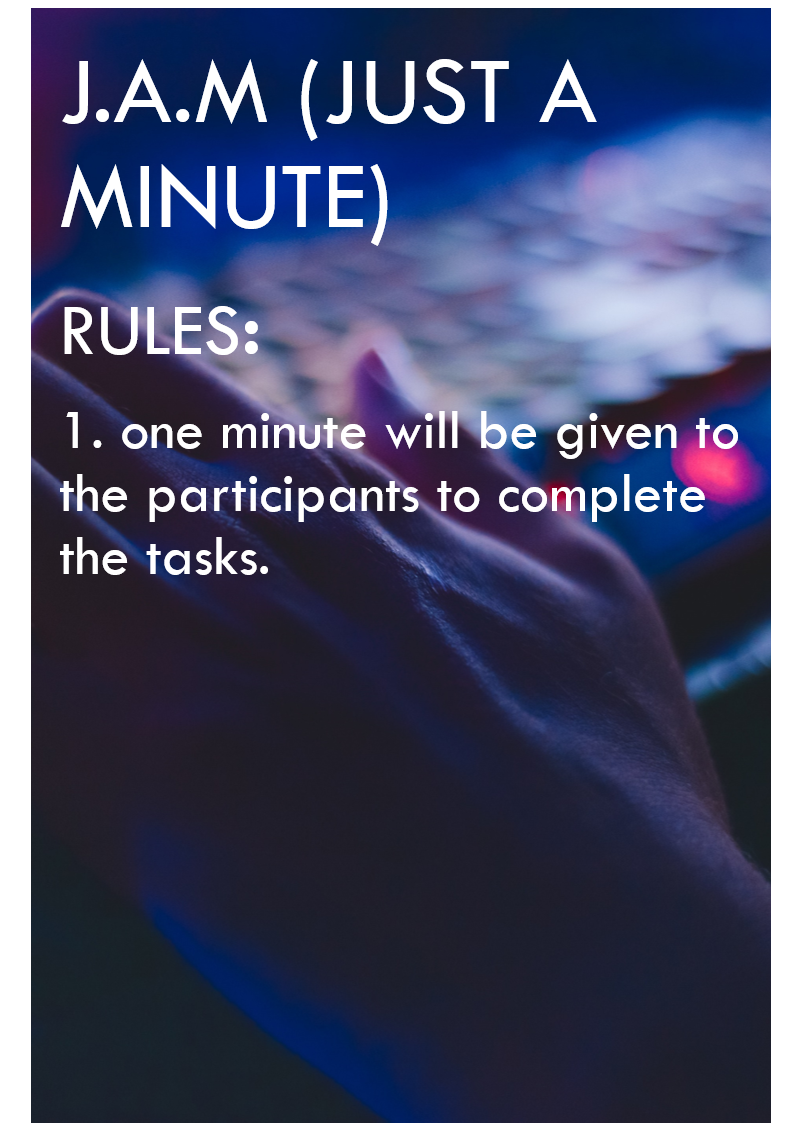 J.A.M (JUST A
MINUTE)
RULES:
1. one minute will be given to
the participants to complete
the tasks.